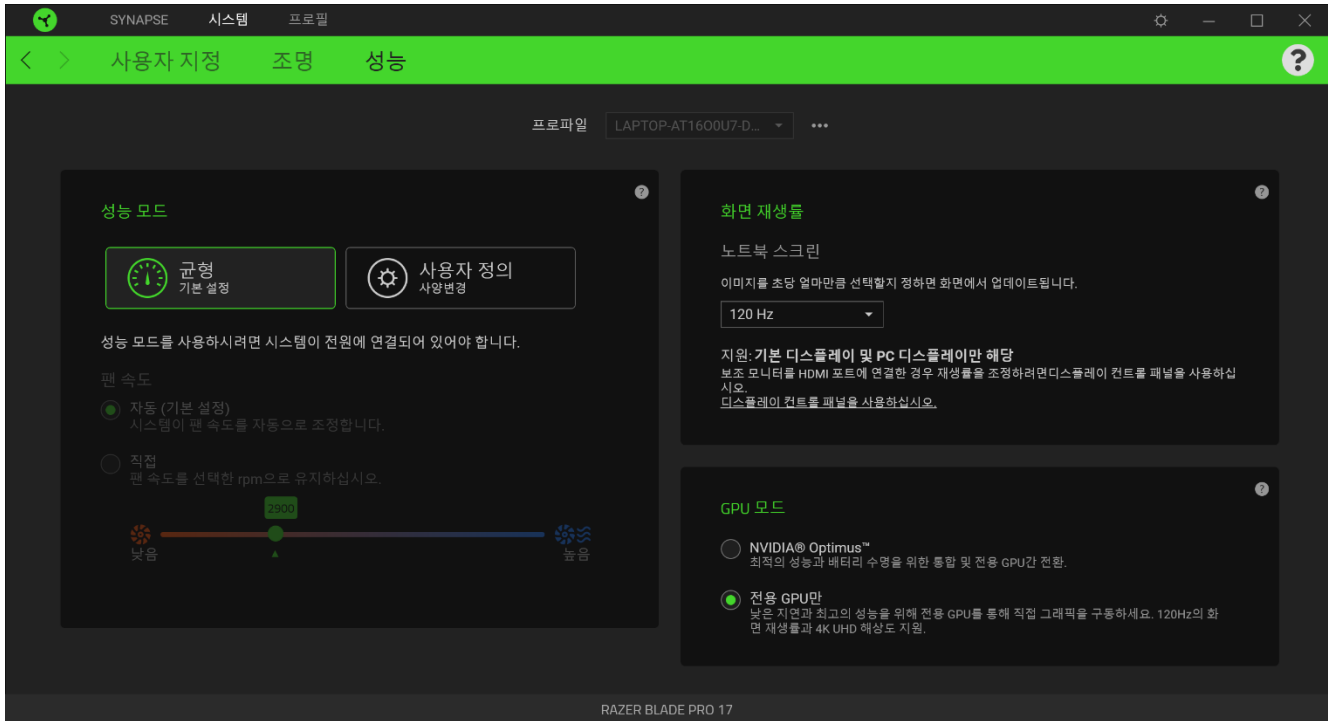 SYNAPSE 시스템 프로필
사용자 지정 조명 성능
?
프로파일 LAPTOP-AT16O0U7-D... •••
성능 모드
?
균형
기본 설정
사용자 정의
사양변경
성능 모드를 사용하시려면 시스템이 전원에 연결되어 있어야 합니다.
팬 속도
자동 (기본 설정)
시스템이 팬 속도를 자동으로 조정합니다.
직접
팬 속도를 선택한 rpm으로 유지하십시오.
2900
낮음
높음
화면 재생률
?
노트북 스크린
이미지를 초당 얼마만큼 선택할지 정하면 화면에서 업데이트됩니다.
120 Hz
지원: 기본 디스플레이 및 PC 디스플레이만 해당
보조 모니터를 HDMI 포트에 연결한 경우 재생률을 조정하려면디스플레이 컨트롤 패널을 사용하십
시오.
디스플레이 컨트롤 패널을 사용하십시오.
GPU 모드
?
NVIDIA® Optimus™
최적의 성능과 배터리 수명을 위한 통합 및 전용 GPU간 전환.
전용 GPU만
낮은 지연과 최고의 성능을 위해 전용 GPU를 통해 직접 그래픽을 구동하세요. 120Hz의 화
면 재생률과 4K UHD 해상도 지원.
RAZER BLADE PRO 17